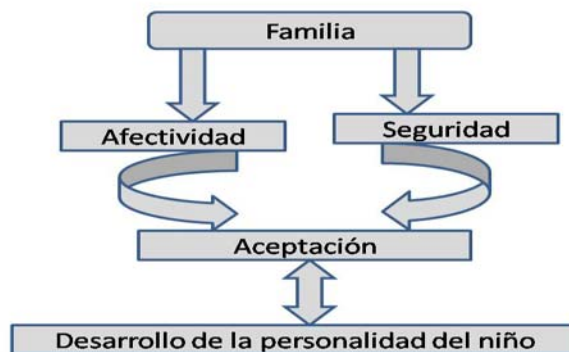 Familia
Afectividad
Seguridad
Aceptación
Desarrollo de la personalidad del niño